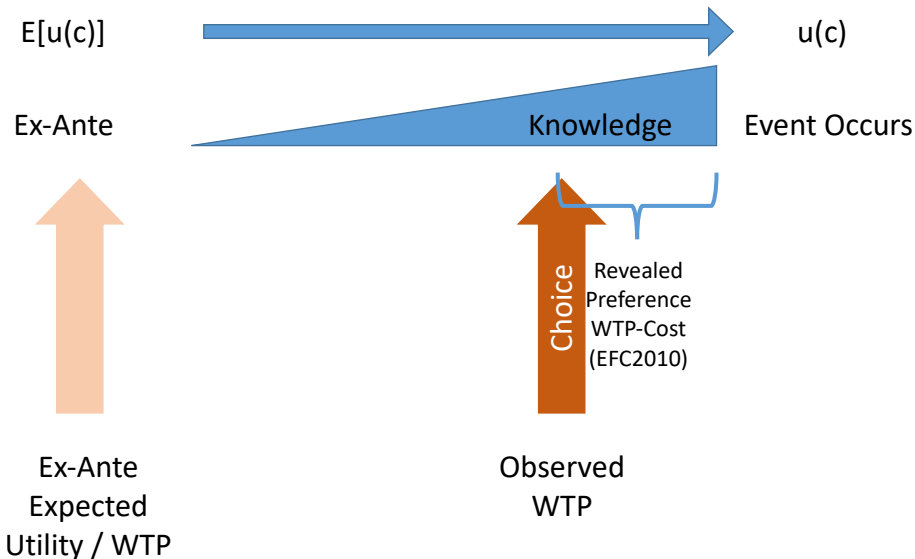 E[u(c)]
u(c)
Ex-Ante
Knowledge
Event Occurs
Choice
Revealed
Preference
WTP-Cost
(EFC2010)
Ex-Ante
Expected
Utility / WTP
Observed
WTP